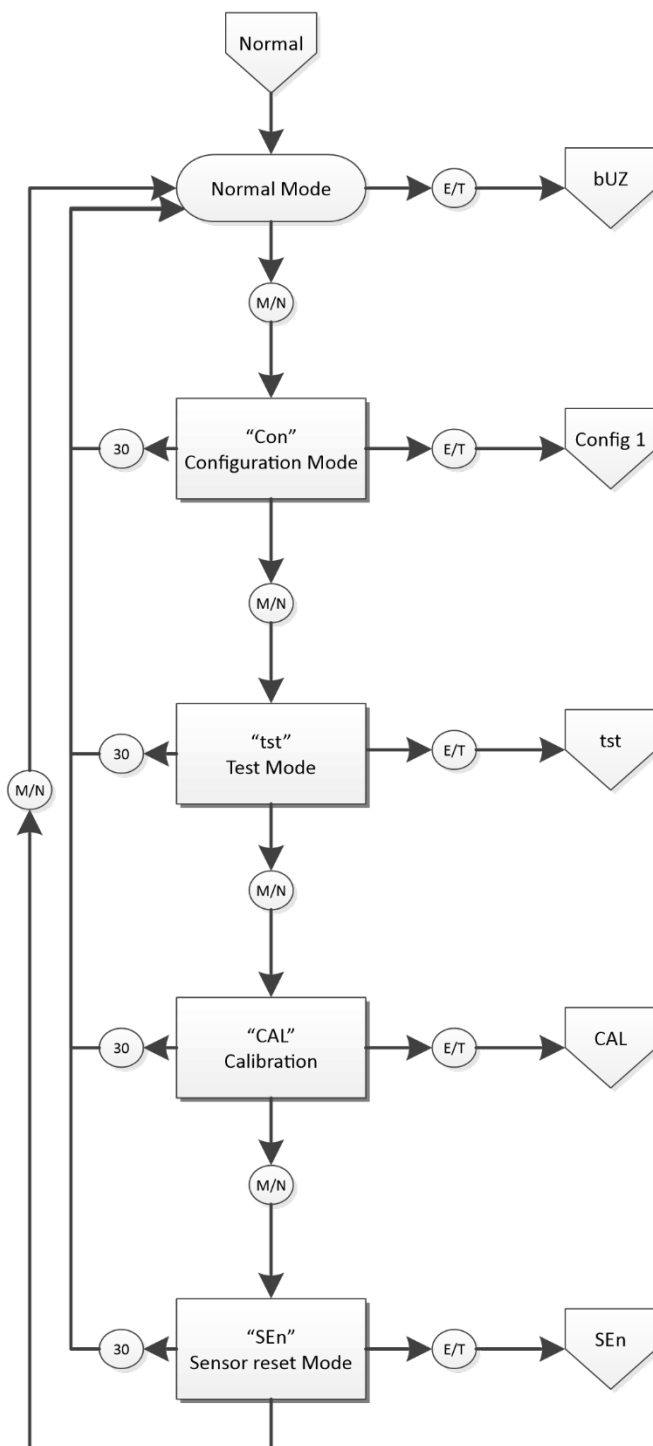 Normal
Normal Mode
E/T
bUZ
M/N
30
“Con”
Configuration Mode
E/T
Config 1
M/N
30
“tst”
Test Mode
E/T
tst
M/N
M/N
30
“CAL”
Calibration
E/T
CAL
M/N
30
“SEn”
Sensor reset Mode
E/T
SEn